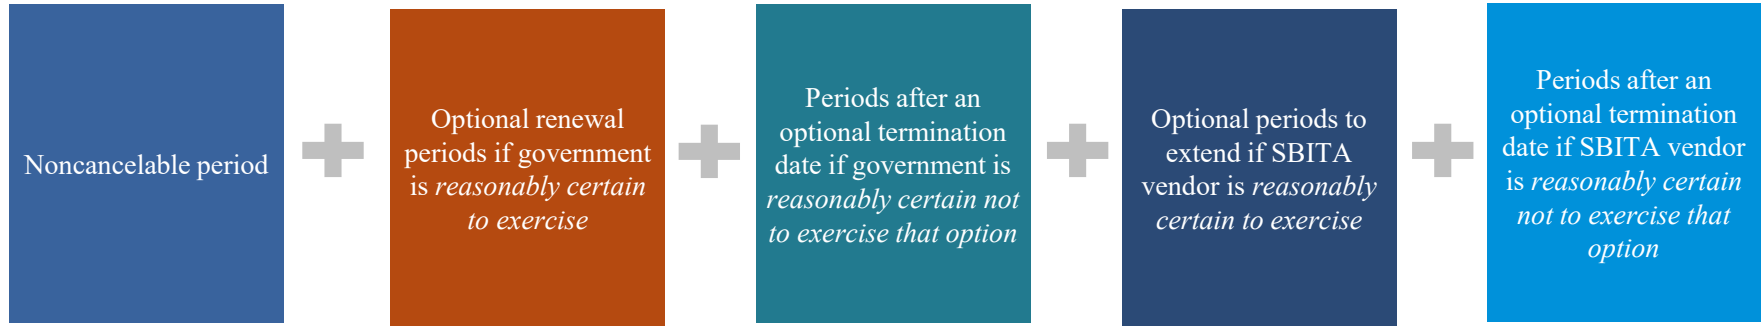 Noncancelable period
Optional renewal
periods if government
is reasonably certain
to exercise
Periods after an
optional termination
date if government is
reasonably certain not
to exercise that option
Optional periods to
extend if SBITA
vendor is reasonably
certain to exercise
Periods after an
optional termination
date if SBITA vendor
is reasonably certain
not to exercise that
option